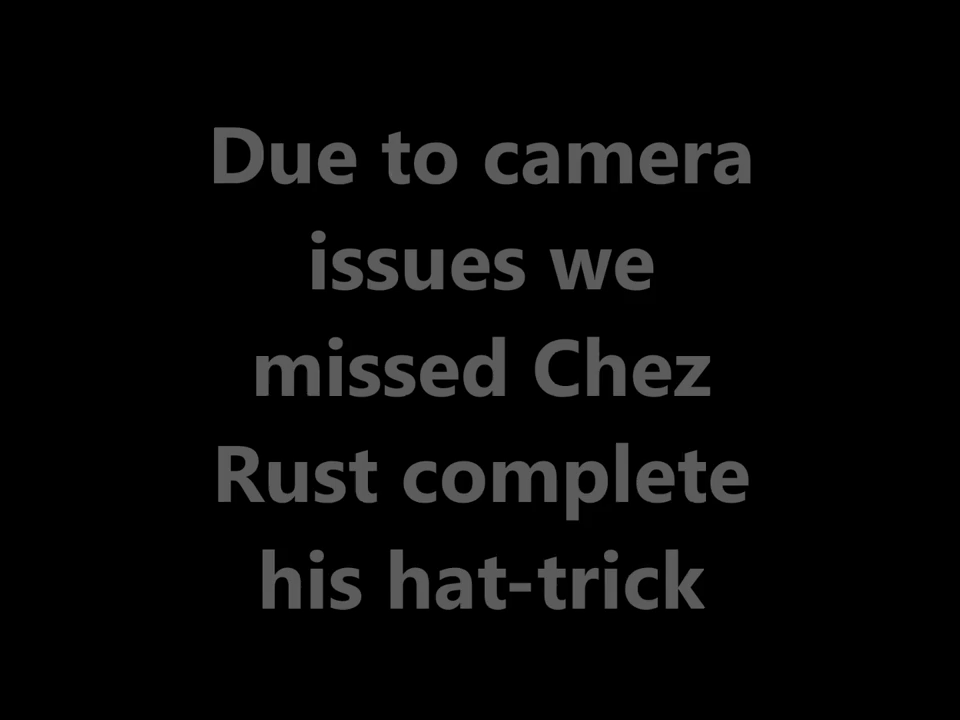 Due to camera
issues we
missed Chez
Rust complete
his hat-trick